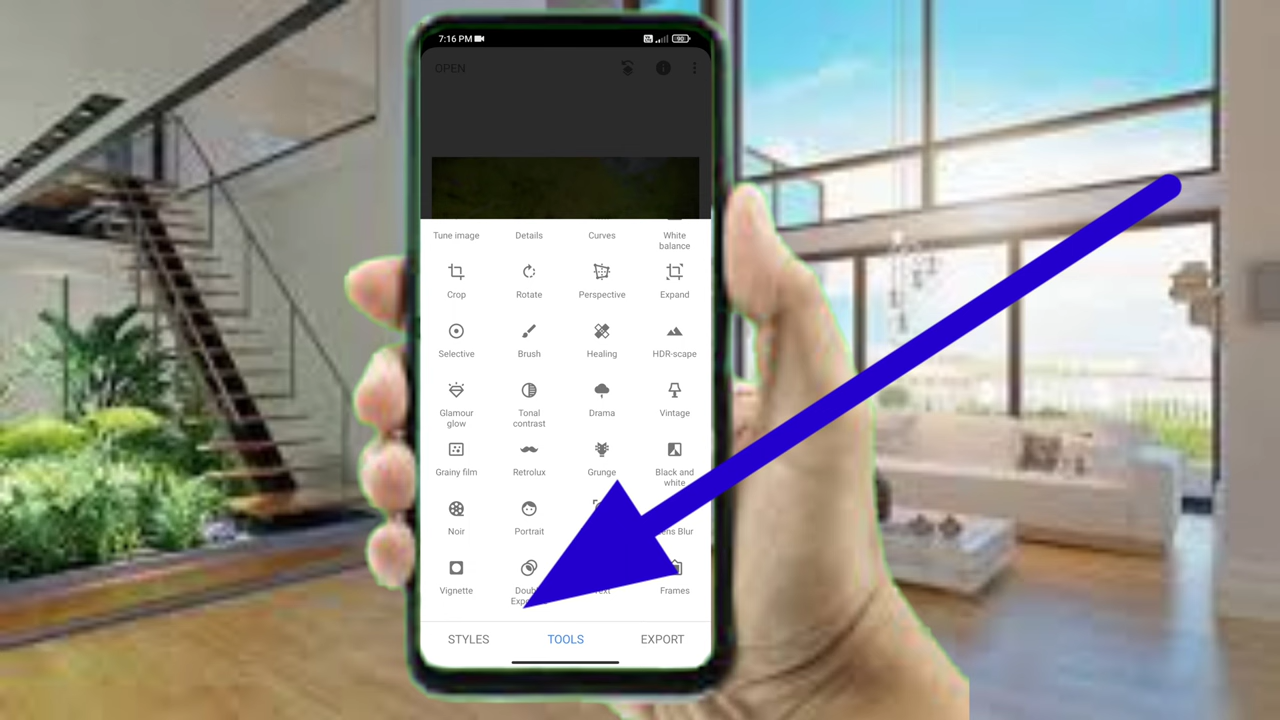 7:16 PM
90
OPEN
Tune image Details Curves White balance
Crop Rotate Perspective Expand
Selective Brush Healing HDR-scape
Glamour glow Tonal contrast Drama Vintage
Grainy film Retrolux Grunge Black and white
Noir Portrait Blur
Vignette Frames
STYLES TOOLS EXPORT